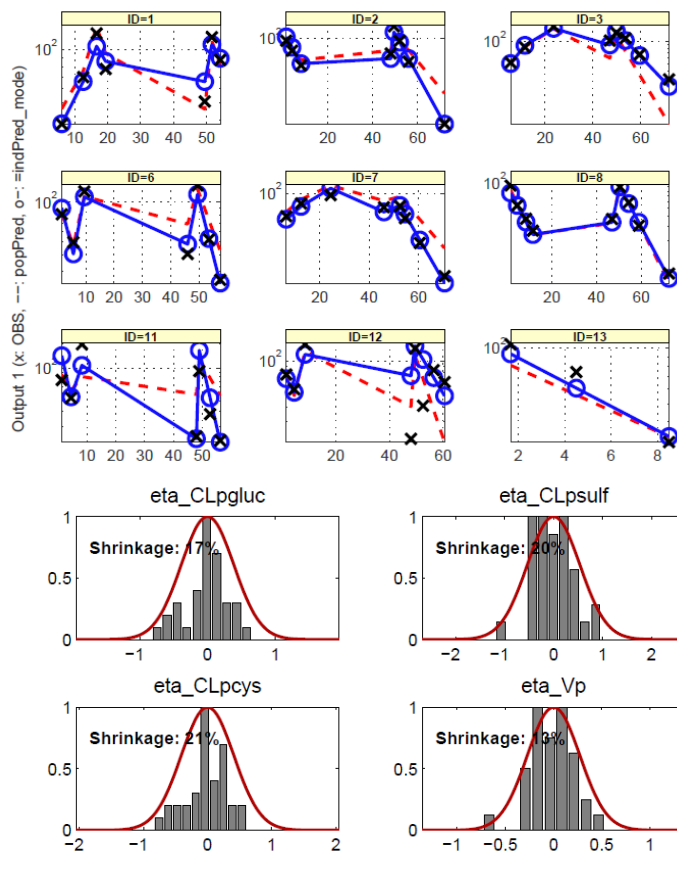 Output 1 (x: OBS, --: popPred, o-: =indPred_mode)
ID=1
ID=2
ID=3
10²
10²
10²
10 20 30 40 50
20 40 60
20 40 60
ID=6
ID=7
ID=8
10²
10²
10²
10 20 30 40 50
20 40 60
20 40 60
ID=11
ID=12
ID=13
10²
10²
10²
10 20 30 40 50
10 20 30 40 50 60
2 4 6 8
eta_CLpgluc
eta_CLpsulf
1
0.5
0
Shrinkage: 17%
−1 0 1
1
0.5
0
Shrinkage: 20%
−2 −1 0 1 2
eta_CLpcys
eta_Vp
1
0.5
0
Shrinkage: 21%
−2 −1 0 1 2
1
0.5
0
Shrinkage: 13%
−1 −0.5 0 0.5 1